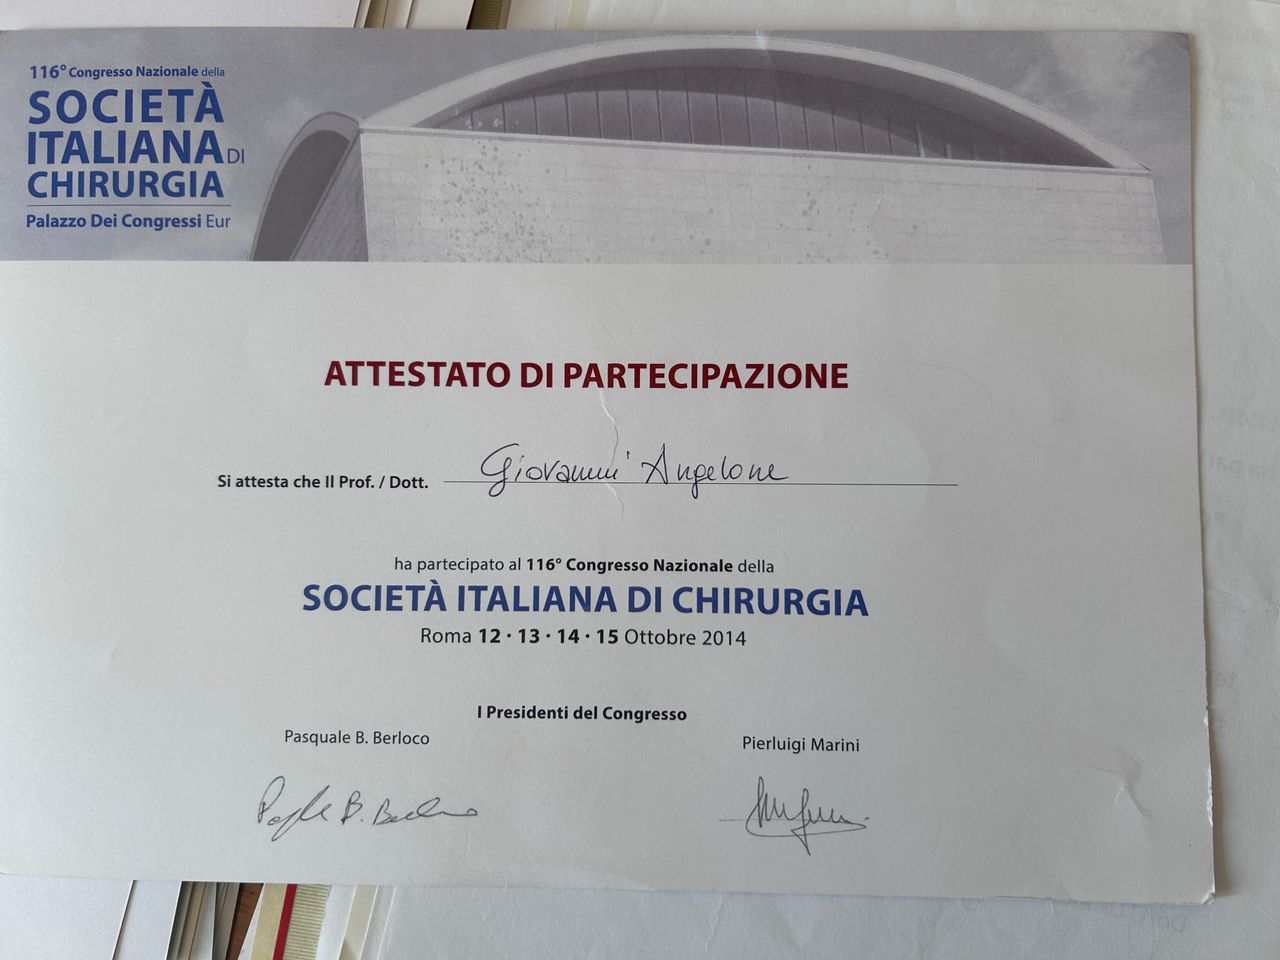 116° Congresso Nazionale della
SOCIETÀ
ITALIANA DI
CHIRURGIA
Palazzo Dei Congressi Eur
ATTESTATO DI PARTECIPAZIONE
Si attesta che Il Prof. / Dott. Giovanni Angelone
ha partecipato al 116° Congresso Nazionale della
SOCIETÀ ITALIANA DI CHIRURGIA
Roma 12 · 13 · 14 · 15 Ottobre 2014
I Presidenti del Congresso
Pasquale B. Berloco Pierluigi Marini